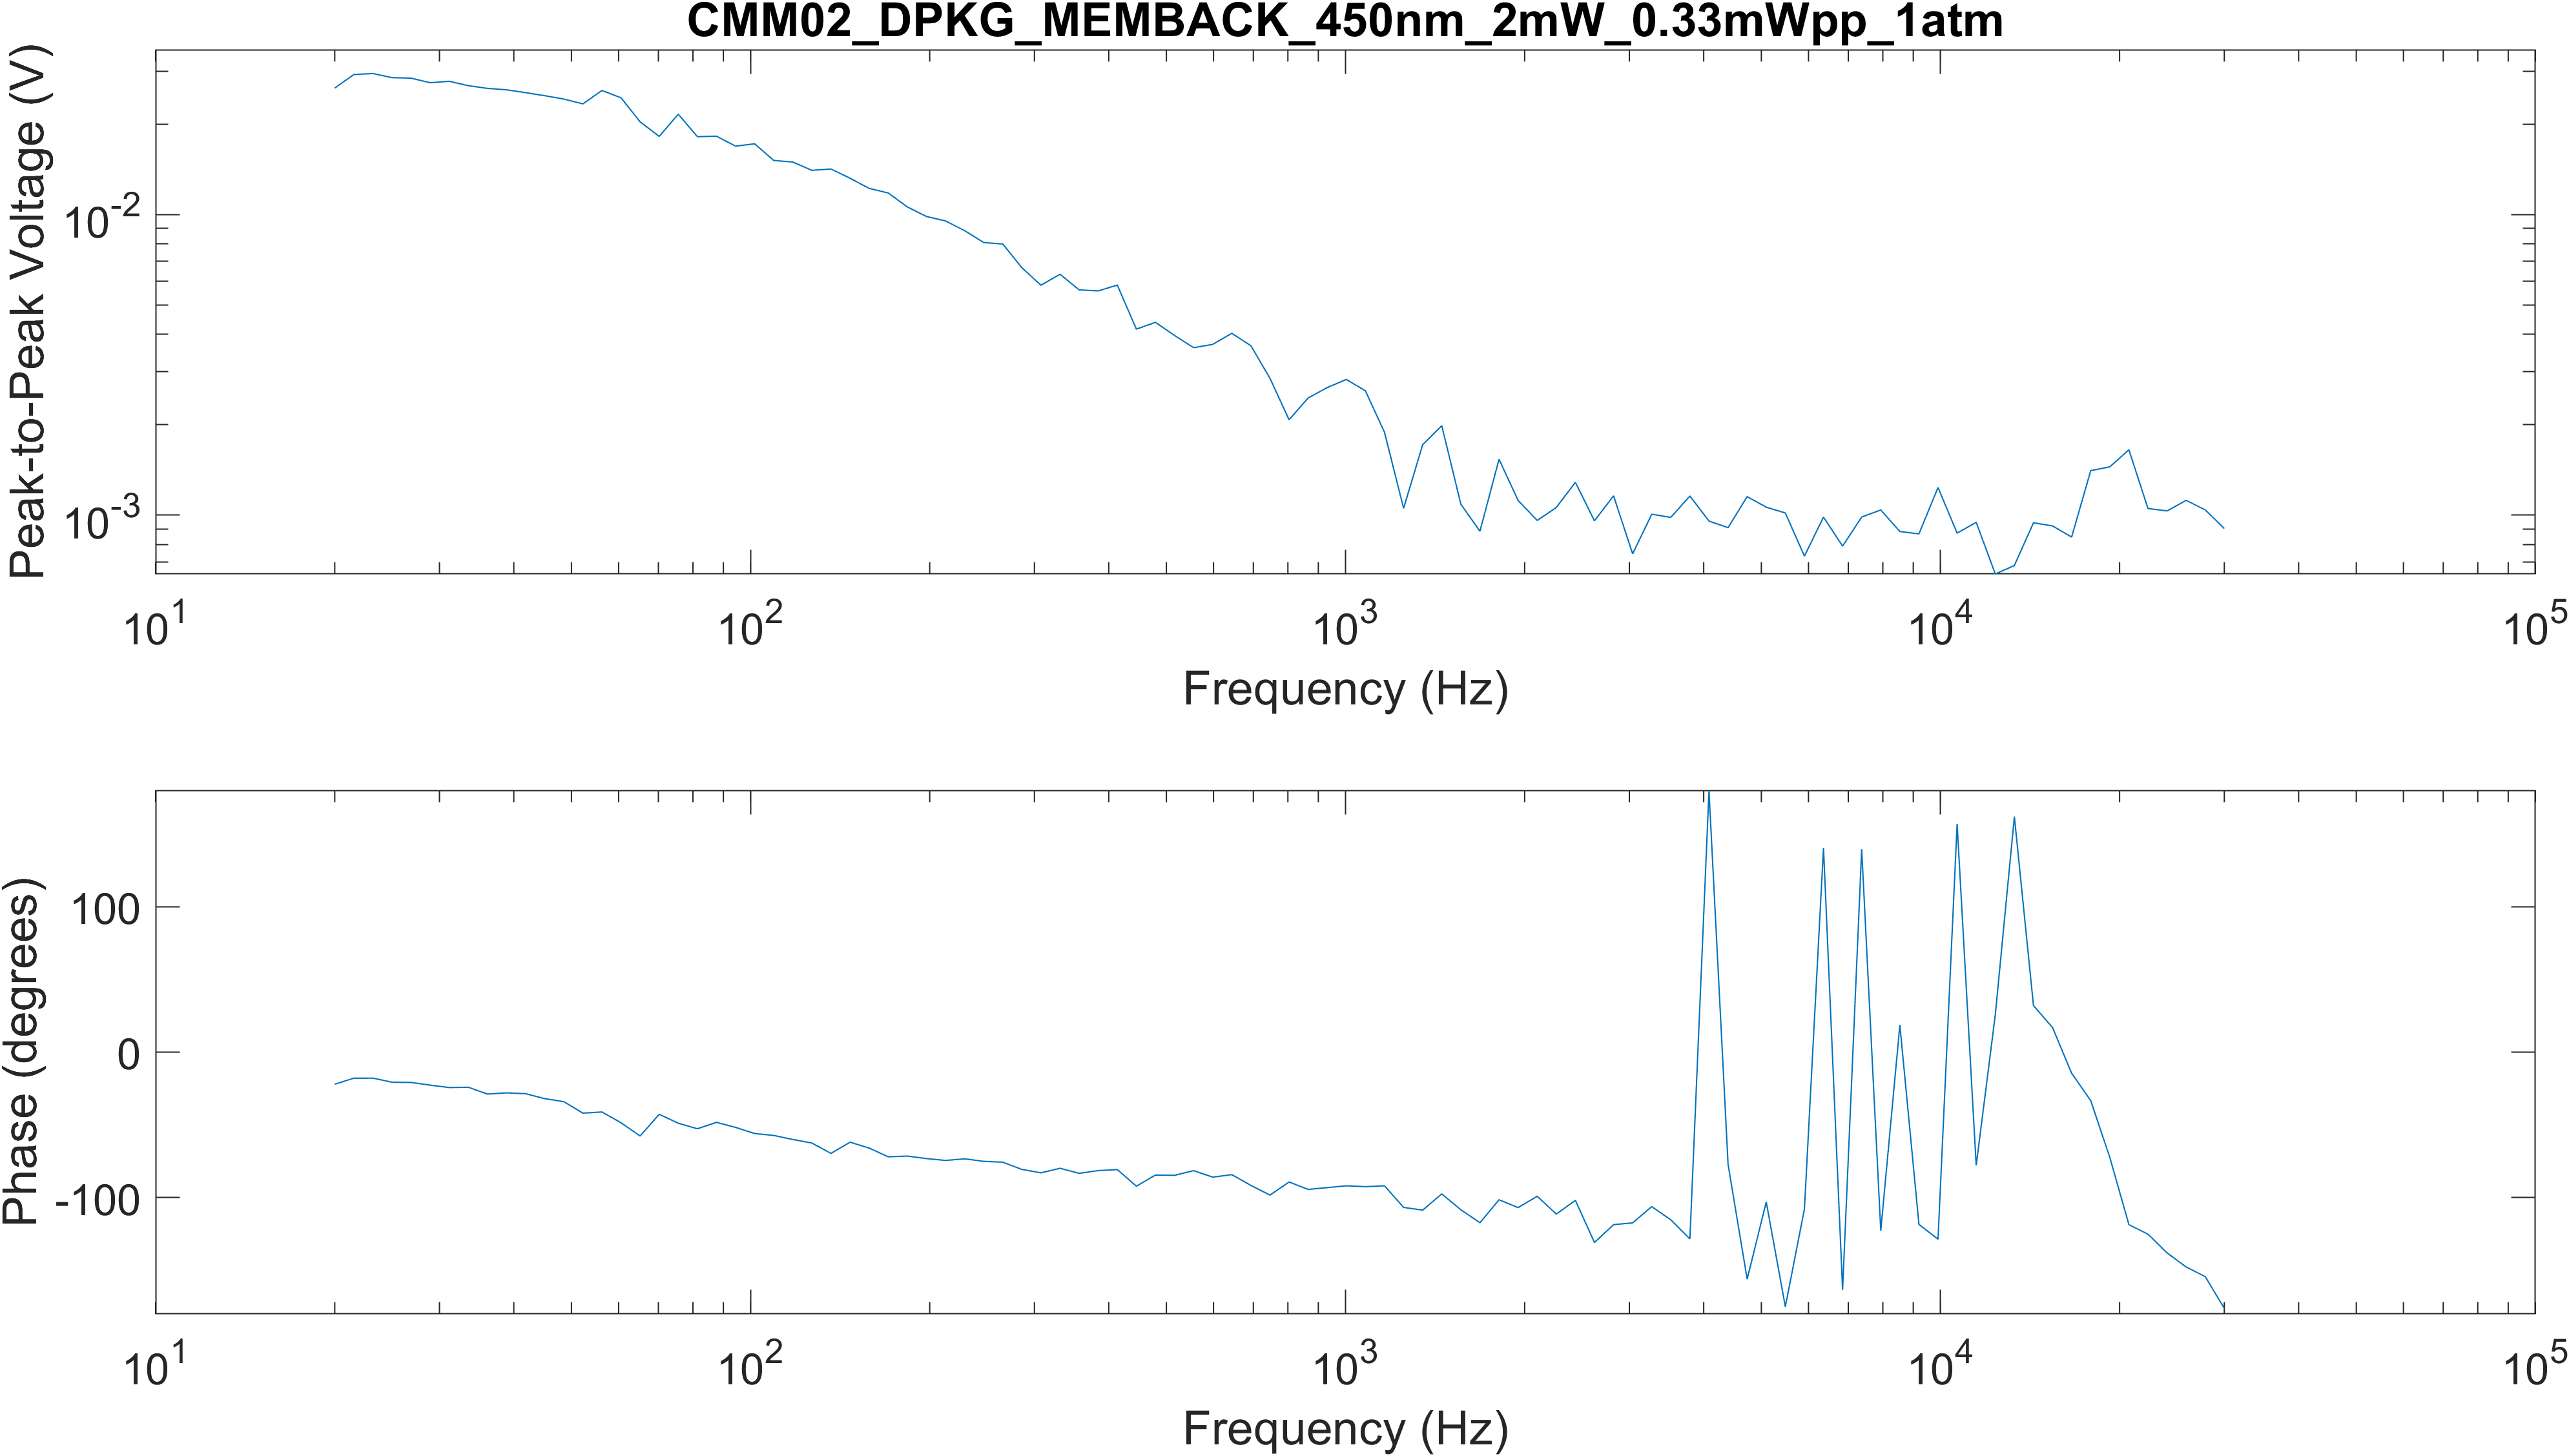 CMM02_DPKG_MEMBACK_450nm_2mW_0.33mWpp_1atm
Peak-to-Peak Voltage (V)
10^-2
10^-3
10^1 10^2 10^3 10^4 10^5
Frequency (Hz)
Phase (degrees)
100
0
-100
10^1 10^2 10^3 10^4 10^5
Frequency (Hz)